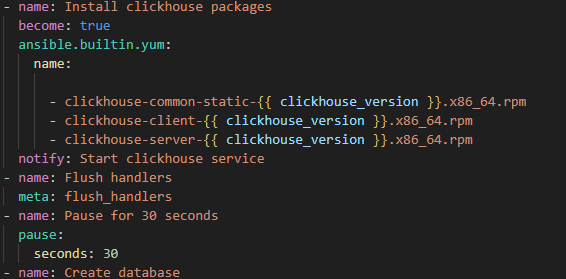 - name: Install clickhouse packages
  become: true
  ansible.builtin.yum:
    name:

      - clickhouse-common-static-{{ clickhouse_version }}.x86_64.rpm
      - clickhouse-client-{{ clickhouse_version }}.x86_64.rpm
      - clickhouse-server-{{ clickhouse_version }}.x86_64.rpm
  notify: Start clickhouse service
- name: Flush handlers
  meta: flush_handlers
- name: Pause for 30 seconds
  pause:
    seconds: 30
- name: Create database